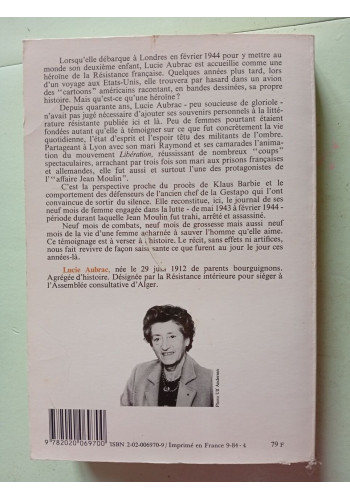 Lorsqu'elle débarque à Londres en février 1944 pour y mettre au
monde son deuxième enfant, Lucie Aubrac est accueillie comme une
héroïne de la Résistance française. Quelques années plus tard, lors
d'un voyage aux Etats-Unis, elle trouvera par hasard dans un avion
des "cartoons" américains racontant, en bandes dessinées, sa propre
histoire. Mais qu'est-ce qu'une héroïne ?
Depuis quarante ans, Lucie Aubrac - peu soucieuse de gloriole -
n'avait pas jugé nécessaire d'ajouter ses souvenirs personnels à la litté-
rature résistante publiée ici et là. Peu de femmes pourtant étaient
fondées autant qu'elle à témoigner sur ce que fut concrètement la vie
quotidienne, l'état d'esprit et l'espoir têtu des militants de l'ombre.
Partageant à Lyon avec son mari Raymond et ses camarades l'anima-
tion du mouvement Libération, réussissant de nombreux "coups"
spectaculaires, arrachant par trois fois son mari aux prisons françaises
et allemandes, elle fut aussi et surtout l'une des protagonistes de
l'"affaire Jean Moulin".
C'est la perspective proche du procès de Klaus Barbie et le
comportement des défenseurs de l'ancien chef de la Gestapo qui l'ont
convaincue de sortir du silence. Elle reconstitue, ici, le journal de ses
neuf mois de femme engagée dans la lutte - de mai 1943 à février 1944 -
période durant laquelle Jean Moulin fut trahi, arrêté et assassiné.
Neuf mois de combats, neuf mois de grossesse mais aussi neuf
mois de la vie d'une femme acharnée à sauver l'homme qu'elle aime.
Ce témoignage est à verser à l'histoire. Le récit, sans effets ni artifices,
nous fait revivre de façon saisissante ce que furent au jour le jour ces
années-là.
Lucie Aubrac, née le 29 juin 1912 de parents bourguignons.
Agrégée d'histoire. Désignée par la Résistance intérieure pour siéger à
l'Assemblée consultative d'Alger.
Photo Ulf Andersen
9 782020 069700
ISBN 2-02-006970-9 / Imprimé en France 9-84-4
79 F